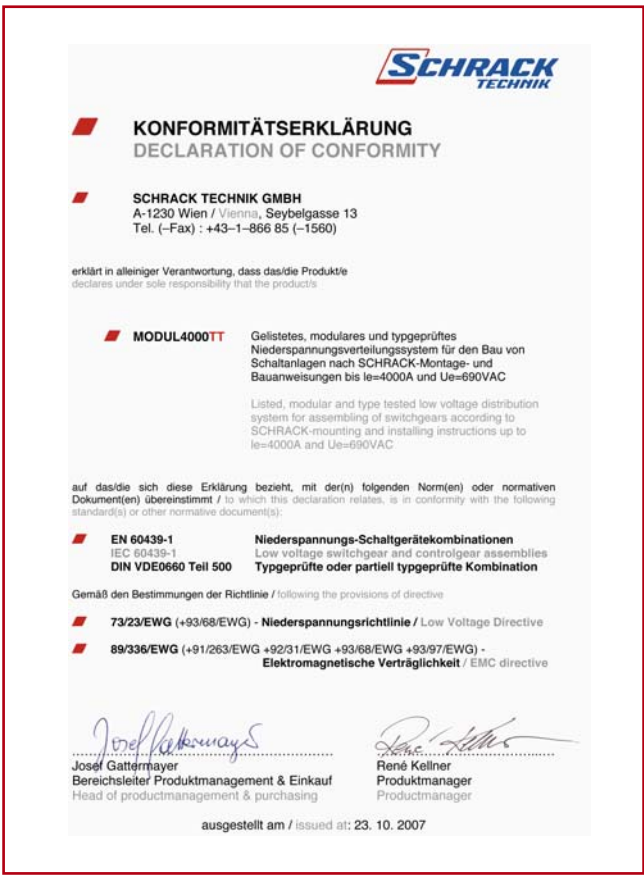 SCHRACK
TECHNIK
KONFORMITÄTSERKLÄRUNG
DECLARATION OF CONFORMITY
SCHRACK TECHNIK GMBH
A-1230 Wien / Vienna, Seybelgasse 13
Tel. (–Fax) : +43–1–866 85 (–1560)
erklärt in alleiniger Verantwortung, dass das/die Produkt/e
declares under sole responsibility that the product/s
MODUL4000TT
Gelistetes, modulares und typgeprüftes
Niederspannungsverteilungssystem für den Bau von
Schaltanlagen nach SCHRACK-Montage- und
Bauanweisungen bis Ie=4000A und Ue=690VAC
Listed, modular and type tested low voltage distribution
system for assembling of switchgears according to
SCHRACK-mounting and installing instructions up to
Ie=4000A and Ue=690VAC
auf das/die sich diese Erklärung bezieht, mit der(n) folgenden Norm(en) oder normativen
Dokument(en) übereinstimmt / to which this declaration relates, is in conformity with the following
standard(s) or other normative document(s):
EN 60439-1 Niederspannungs-Schaltgerätekombinationen
IEC 60439-1 Low voltage switchgear and controlgear assemblies
DIN VDE0660 Teil 500 Typgeprüfte oder partiell typgeprüfte Kombination
Gemäß den Bestimmungen der Richtlinie / following the provisions of directive
73/23/EWG (+93/68/EWG) - Niederspannungsrichtlinie / Low Voltage Directive
89/336/EWG (+91/263/EWG +92/31/EWG +93/68/EWG +93/97/EWG) -
Elektromagnetische Verträglichkeit / EMC directive
Josef Gattermayer
René Kellner
Josef Gattermayer
Bereichsleiter Produktmanagement & Einkauf
Head of productmanagement & purchasing
René Kellner
Produktmanager
Productmanager
ausgestellt am / issued at: 23. 10. 2007